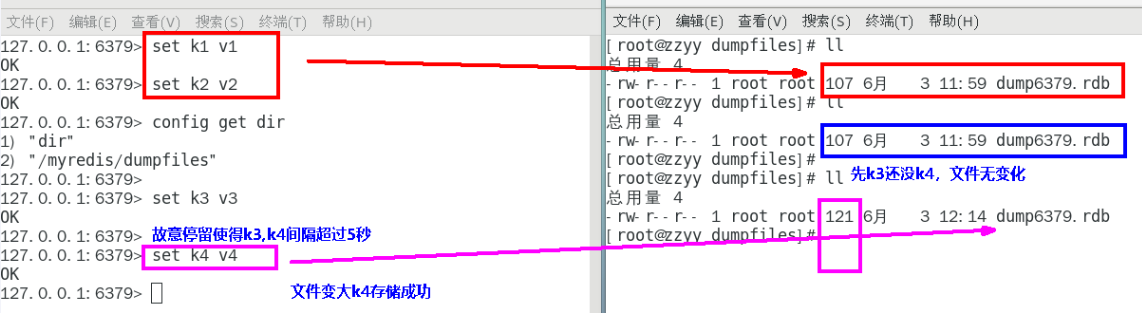 文件(F) 编辑(E) 查看(V) 搜索(S) 终端(T) 帮助(H)
127.0.0.1:6379> set k1 v1
OK
127.0.0.1:6379> set k2 v2
OK
127.0.0.1:6379> config get dir
1) "dir"
2) "/myredis/dumpfiles"
127.0.0.1:6379>
127.0.0.1:6379> set k3 v3
OK
127.0.0.1:6379> 故意停留使得k3,k4间隔超过5秒
127.0.0.1:6379> set k4 v4
OK
127.0.0.1:6379>
文件变大k4存储成功
文件(F) 编辑(E) 查看(V) 搜索(S) 终端(T) 帮助(H)
[root@zzyy dumpfiles]# ll
总用量 4
-rw-r--r-- 1 root root 107 6月 3 11:59 dump6379.rdb
[root@zzyy dumpfiles]# ll
总用量 4
-rw-r--r-- 1 root root 107 6月 3 11:59 dump6379.rdb
[root@zzyy dumpfiles]#
[root@zzyy dumpfiles]# ll 先k3还没k4，文件无变化
总用量 4
-rw-r--r-- 1 root root 121 6月 3 12:14 dump6379.rdb
[root@zzyy dumpfiles]#